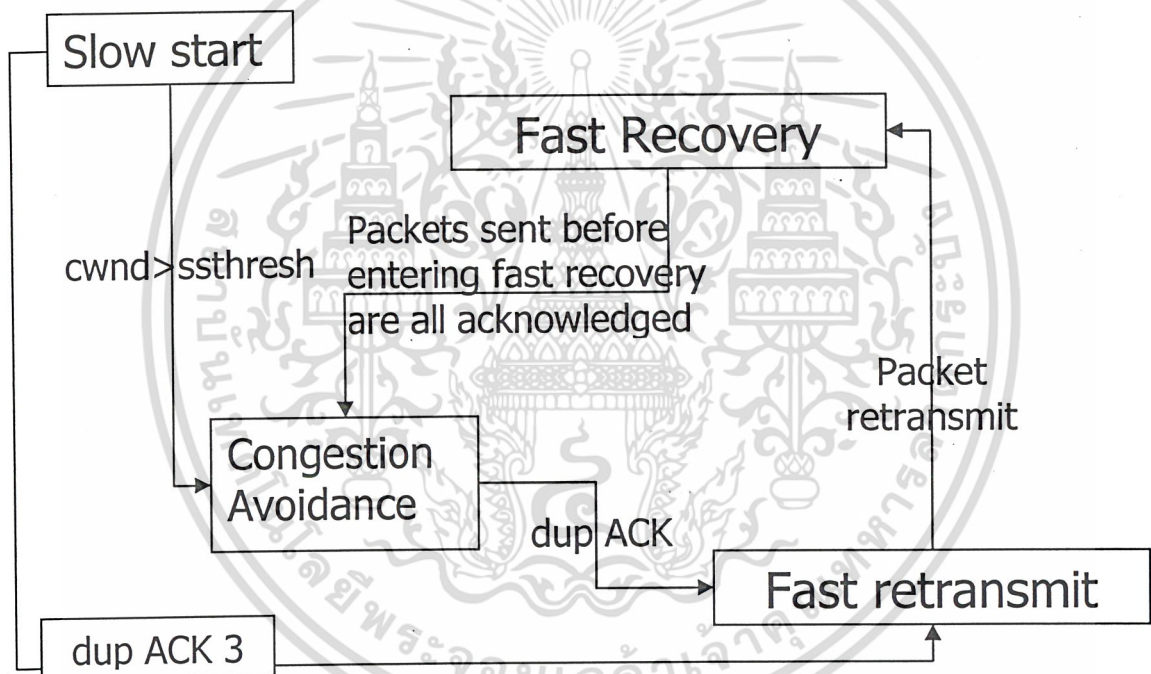 Slow start
Fast Recovery
cwnd>ssthresh
Packets sent before
entering fast recovery
are all acknowledged
Packet
retransmit
Congestion
Avoidance
dup ACK
Fast retransmit
dup ACK 3